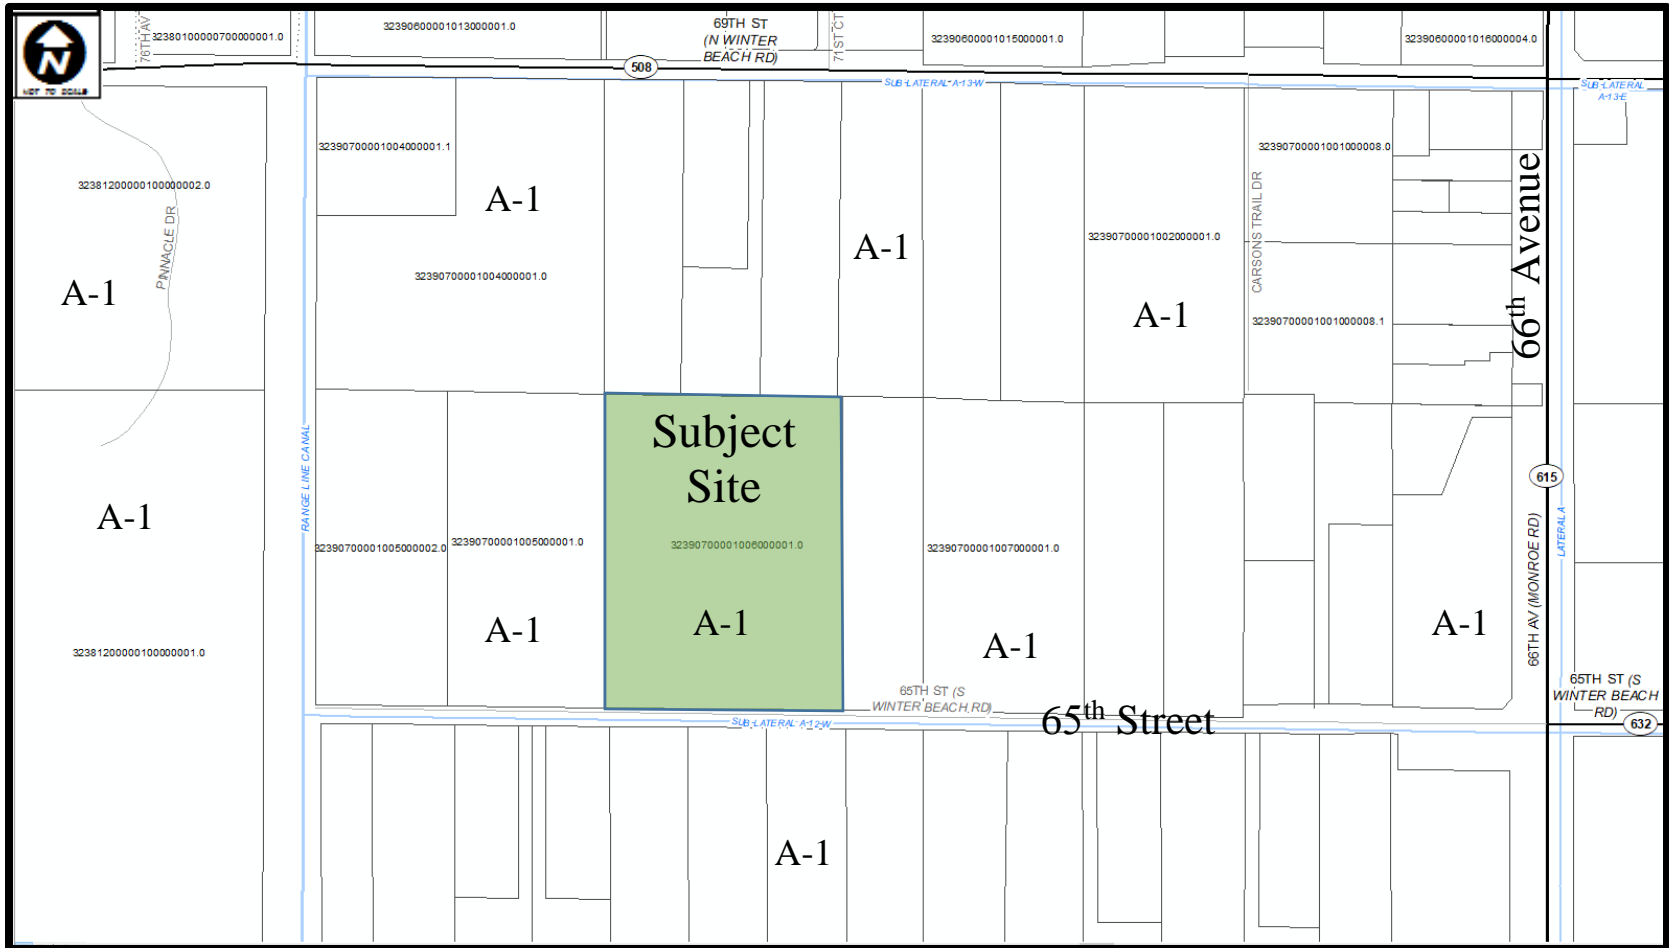 N
NOT TO SCALE
76TH AV
32380100000700000001.0
32390600001013000001.0
69TH ST
(N WINTER
BEACH RD)
71ST CT
32390600001015000001.0
32390600001016000004.0
508
SUB-LATERAL A-13-W
SUB-LATERAL
A-13-E
32390700001004000001.1
32390700001001000008.0
32381200000100000002.0
A-1
PINNACLE DR
A-1
32390700001002000001.0
CARSONS TRAIL DR
66th Avenue
32390700001004000001.0
A-1
A-1
32390700001001000008.1
Subject
Site
RANGE LINE CANAL
615
A-1
LATERAL A
32390700001005000002.0
32390700001005000001.0
32390700001006000001.0
32390700001007000001.0
66TH AV (MONROE RD)
A-1
A-1
A-1
A-1
32381200000100000001.0
65TH ST (S
WINTER BEACH RD)
65TH ST (S
WINTER BEACH
RD)
SUB-LATERAL A-12-W
65th Street
632
A-1